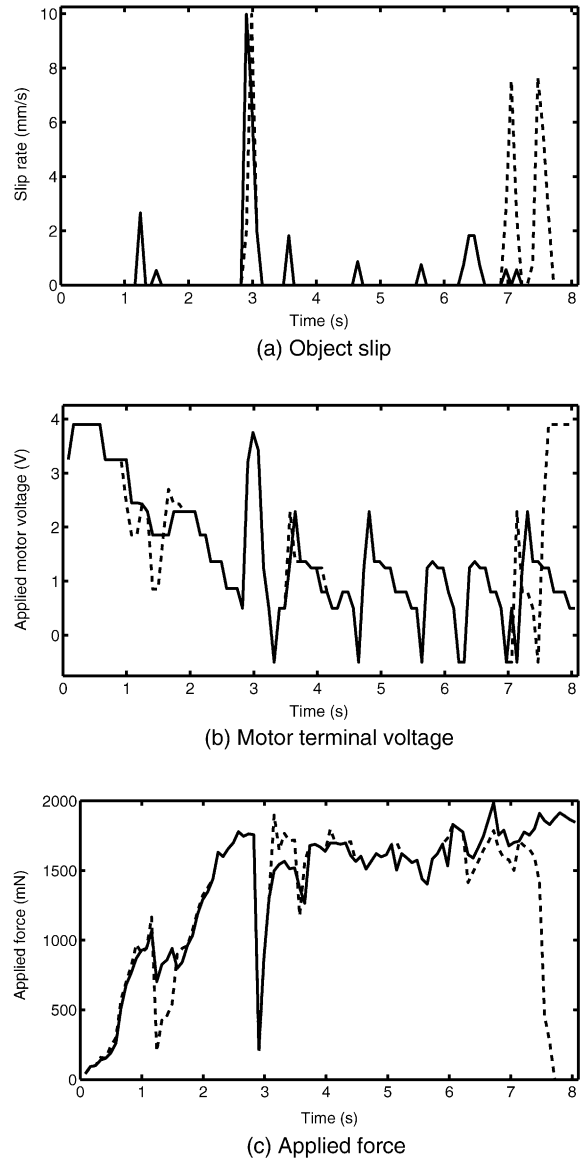 10
8
6
4
2
0
Slip rate (mm/s)
0 1 2 3 4 5 6 7 8
Time (s)
(a) Object slip
4
3
2
1
0
Applied motor voltage (V)
0 1 2 3 4 5 6 7 8
Time (s)
(b) Motor terminal voltage
2000
1500
1000
500
0
Applied force (mN)
0 1 2 3 4 5 6 7 8
Time (s)
(c) Applied force